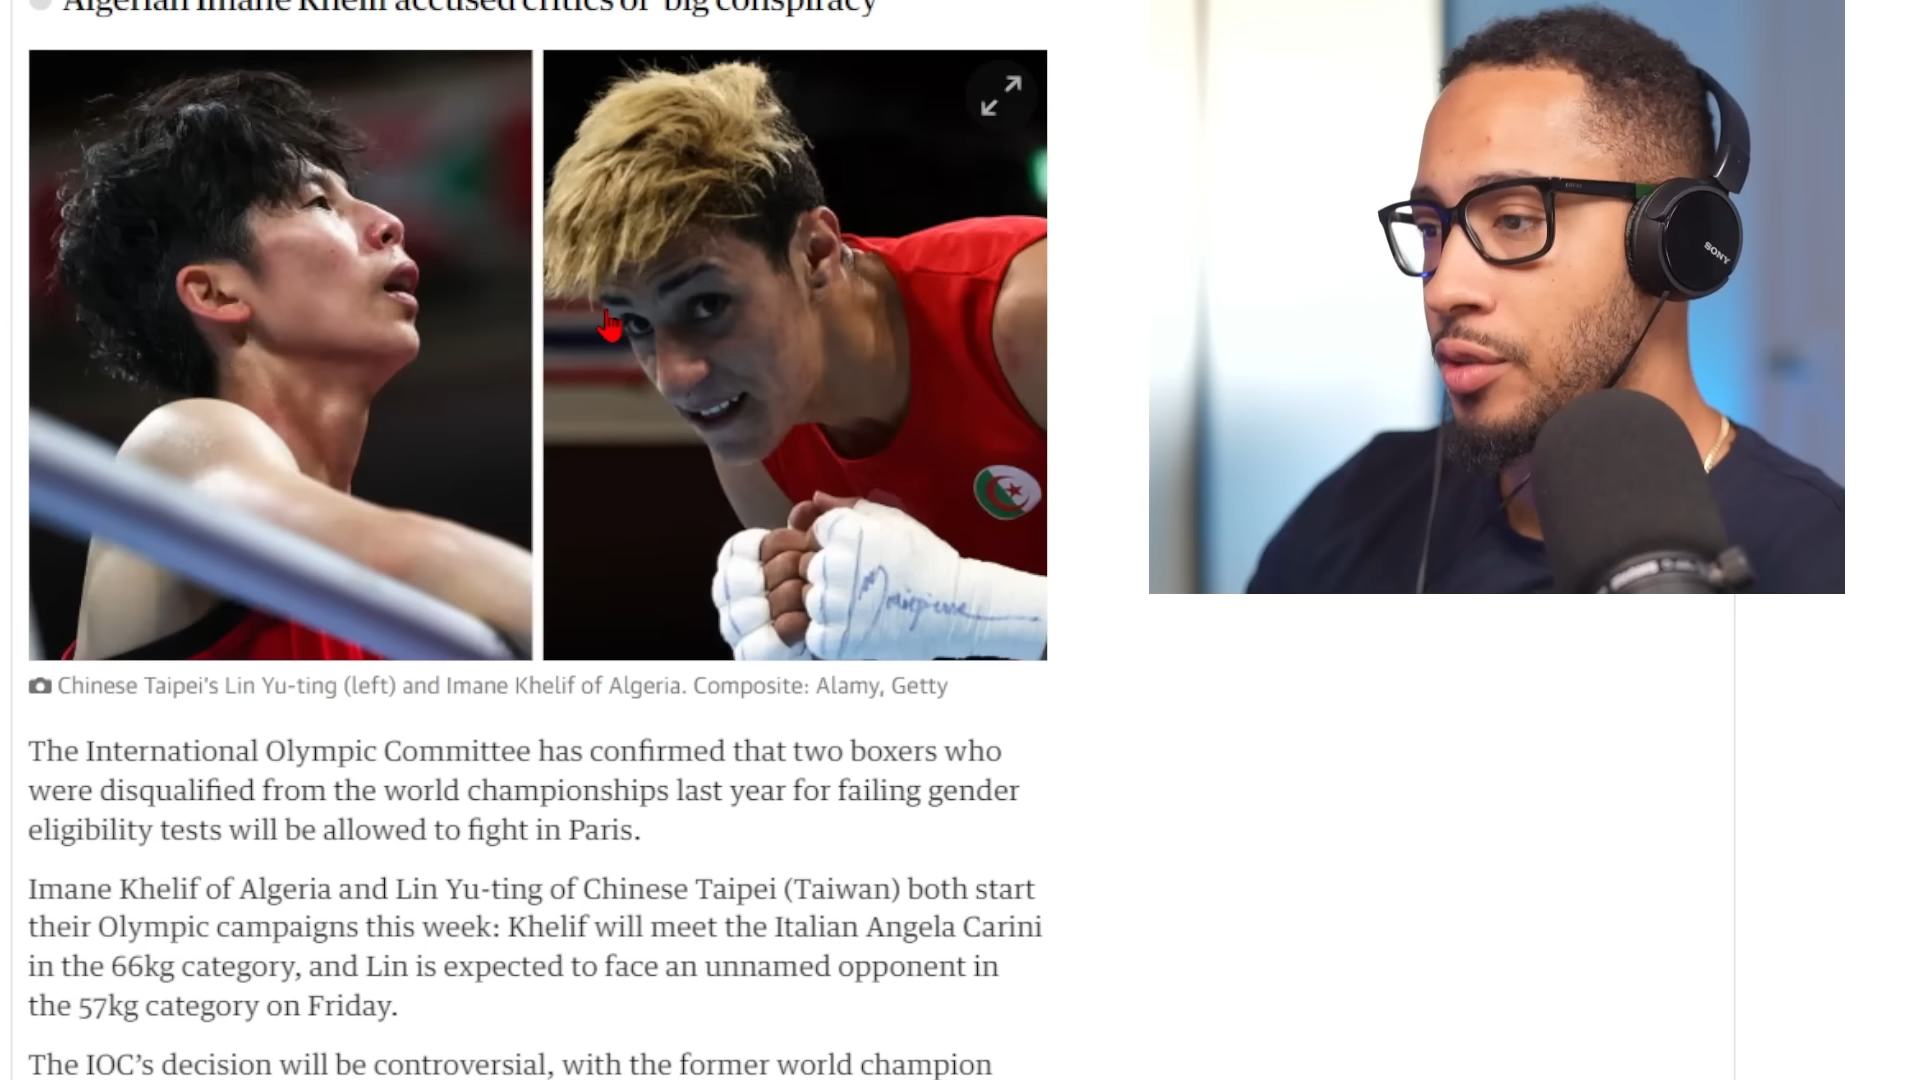 Algerian Imane Khelif accused critics of 'big conspiracy'
SONY
Chinese Taipei's Lin Yu-ting (left) and Imane Khelif of Algeria. Composite: Alamy, Getty
The International Olympic Committee has confirmed that two boxers who
were disqualified from the world championships last year for failing gender
eligibility tests will be allowed to fight in Paris.
Imane Khelif of Algeria and Lin Yu-ting of Chinese Taipei (Taiwan) both start
their Olympic campaigns this week: Khelif will meet the Italian Angela Carini
in the 66kg category, and Lin is expected to face an unnamed opponent in
the 57kg category on Friday.
The IOC's decision will be controversial, with the former world champion